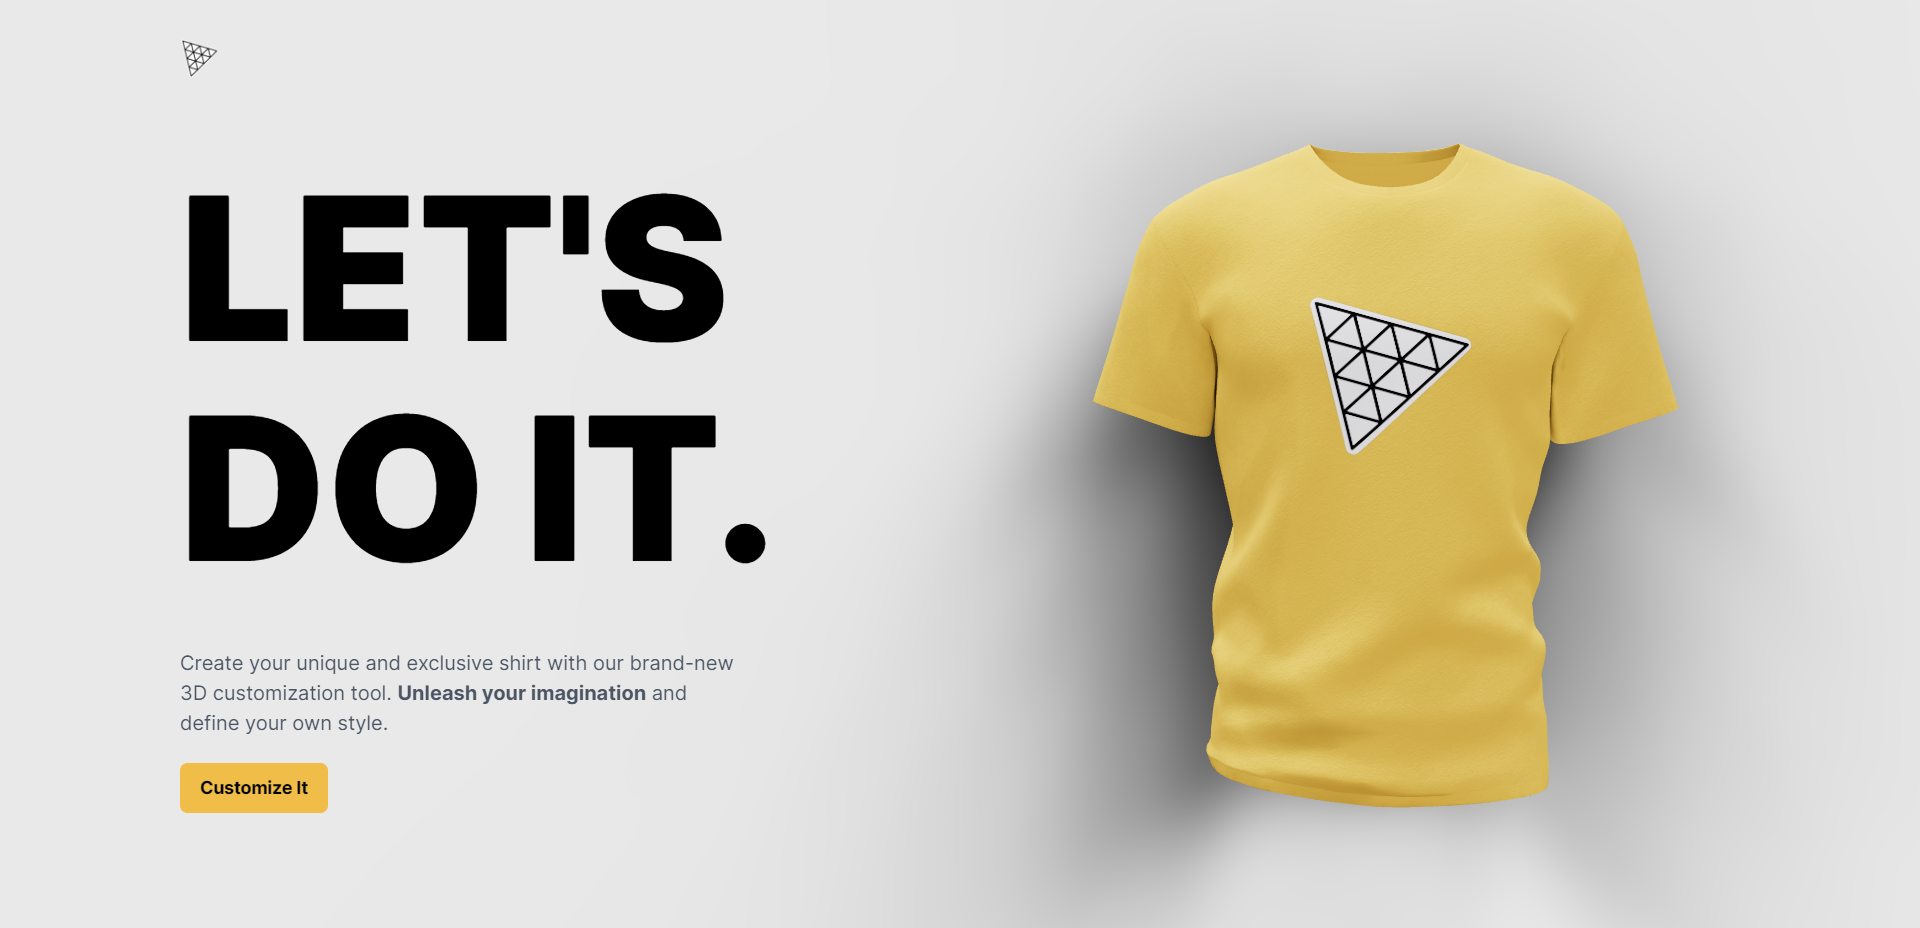 LET'S
DO IT.
Create your unique and exclusive shirt with our brand-new
3D customization tool. Unleash your imagination and
define your own style.
Customize It